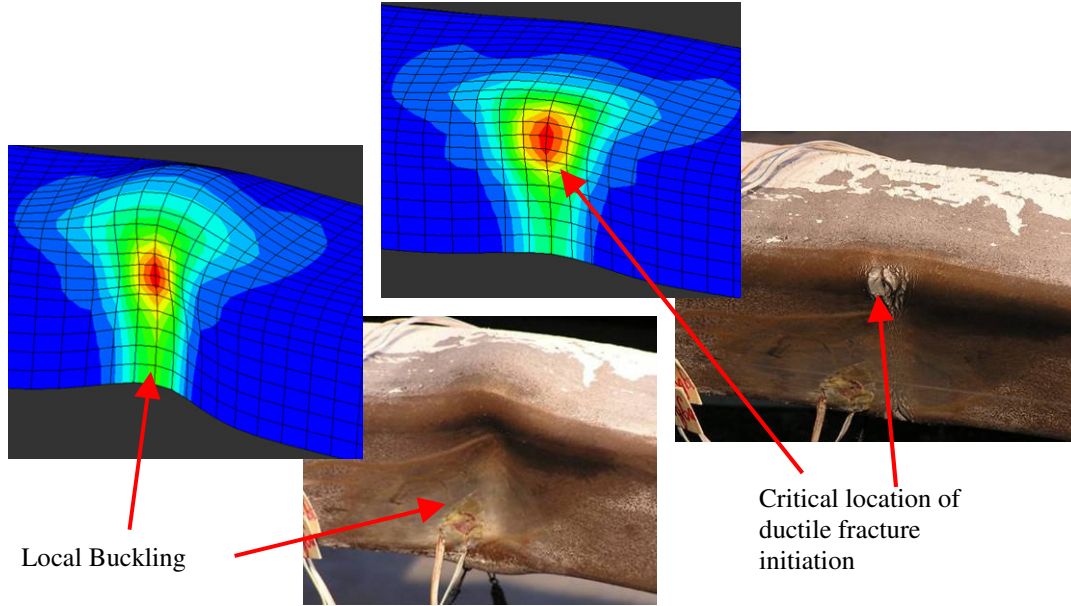 Local Buckling
Critical location of
ductile fracture
initiation